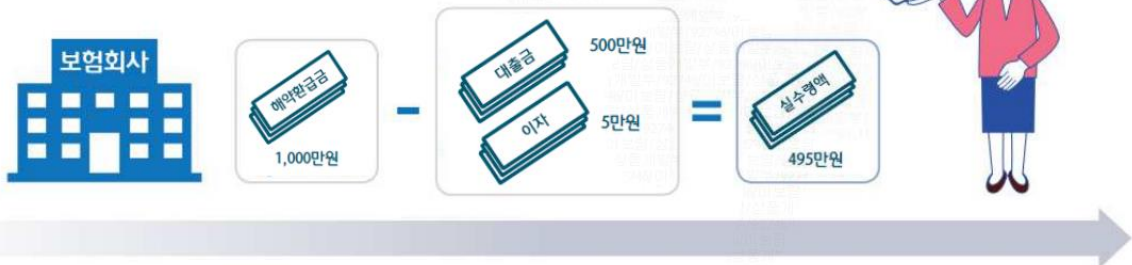 보험회사
해약환급금
1,000만원
-
대출금
500만원
이자
5만원
=
실수령액
495만원